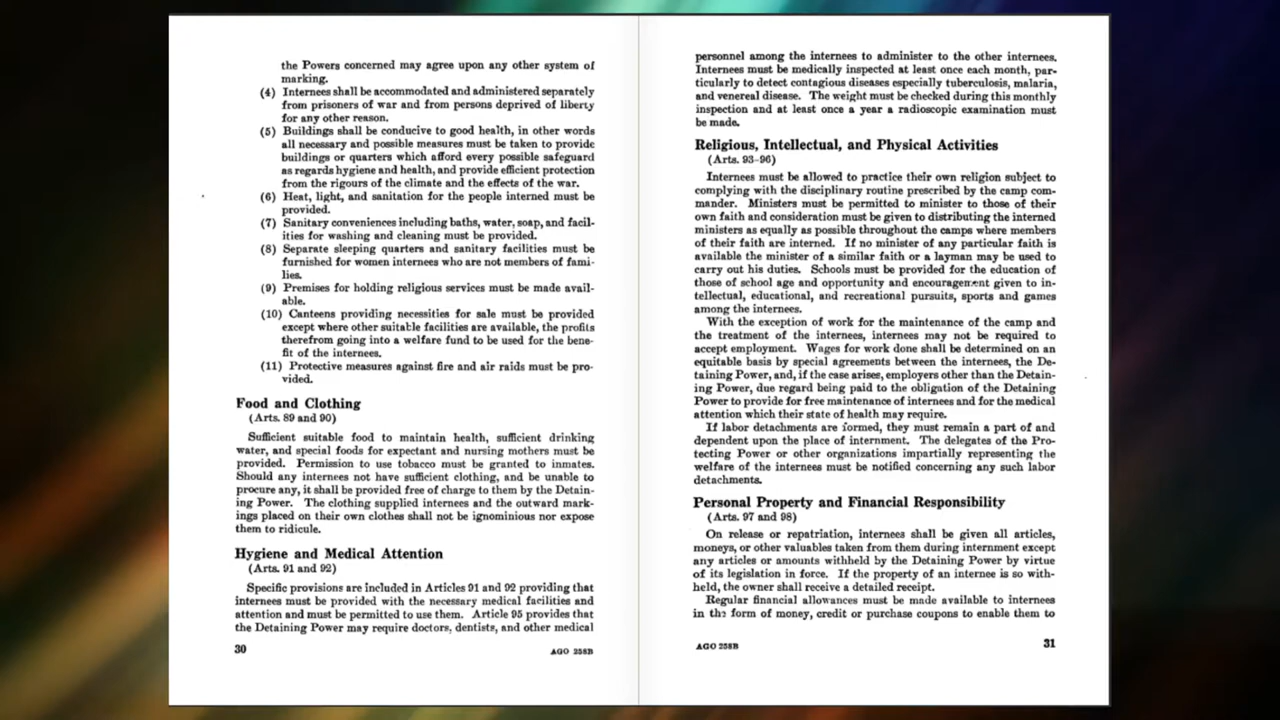 the Powers concerned may agree upon any other system of
marking.
(4) Internees shall be accommodated and administered separately
from prisoners of war and from persons deprived of liberty
for any other reason.
(5) Buildings shall be conducive to good health, in other words
all necessary and possible measures must be taken to provide
buildings or quarters which afford every possible safeguard
as regards hygiene and health, and provide efficient protection
from the rigours of the climate and the effects of the war.
(6) Heat, light, and sanitation for the people interned must be
provided.
(7) Sanitary conveniences including baths, water, soap, and facil-
ities for washing and cleaning must be provided.
(8) Separate sleeping quarters and sanitary facilities must be
furnished for women internees who are not members of fami-
lies.
(9) Premises for holding religious services must be made avail-
able.
(10) Canteens providing necessities for sale must be provided
except where other suitable facilities are available, the profits
therefrom going into a welfare fund to be used for the bene-
fit of the internees.
(11) Protective measures against fire and air raids must be pro-
vided.
Food and Clothing
(Arts. 89 and 90)
Sufficient suitable food to maintain health, sufficient drinking
water, and special foods for expectant and nursing mothers must be
provided. Permission to use tobacco must be granted to inmates.
Should any internees not have sufficient clothing, and be unable to
procure any, it shall be provided free of charge to them by the Detain-
ing Power. The clothing supplied internees and the outward mark-
ings placed on their own clothes shall not be ignominious nor expose
them to ridicule.
Hygiene and Medical Attention
(Arts. 91 and 92)
Specific provisions are included in Articles 91 and 92 providing that
internees must be provided with the necessary medical facilities and
attention and must be permitted to use them. Article 95 provides that
the Detaining Power may require doctors, dentists, and other medical
30
AGO 258B
personnel among the internees to administer to the other internees.
Internees must be medically inspected at least once each month, par-
ticularly to detect contagious diseases especially tuberculosis, malaria,
and venereal disease. The weight must be checked during this monthly
inspection and at least once a year a radioscopic examination must
be made.
Religious, Intellectual, and Physical Activities
(Arts. 93-96)
Internees must be allowed to practice their own religion subject to
complying with the disciplinary routine prescribed by the camp com-
mander. Ministers must be permitted to minister to those of their
own faith and consideration must be given to distributing the interned
ministers as equally as possible throughout the camps where members
of their faith are interned. If no minister of any particular faith is
available the minister of a similar faith or a layman may be used to
carry out his duties. Schools must be provided for the education of
those of school age and opportunity and encouragement given to in-
tellectual, educational, and recreational pursuits, sports and games
among the internees.
With the exception of work for the maintenance of the camp and
the treatment of the internees, internees may not be required to
accept employment. Wages for work done shall be determined on an
equitable basis by special agreements between the internees, the De-
taining Power, and, if the case arises, employers other than the Detain-
ing Power, due regard being paid to the obligation of the Detaining
Power to provide for free maintenance of internees and for the medical
attention which their state of health may require.
If labor detachments are formed, they must remain a part of and
dependent upon the place of internment. The delegates of the Pro-
tecting Power or other organizations impartially representing the
welfare of the internees must be notified concerning any such labor
detachments.
Personal Property and Financial Responsibility
(Arts. 97 and 98)
On release or repatriation, internees shall be given all articles,
moneys, or other valuables taken from them during internment except
any articles or amounts withheld by the Detaining Power by virtue
of its legislation in force. If the property of an internee is so with-
held, the owner shall receive a detailed receipt.
Regular financial allowances must be made available to internees
in the form of money, credit or purchase coupons to enable them to
AGO 258B
31